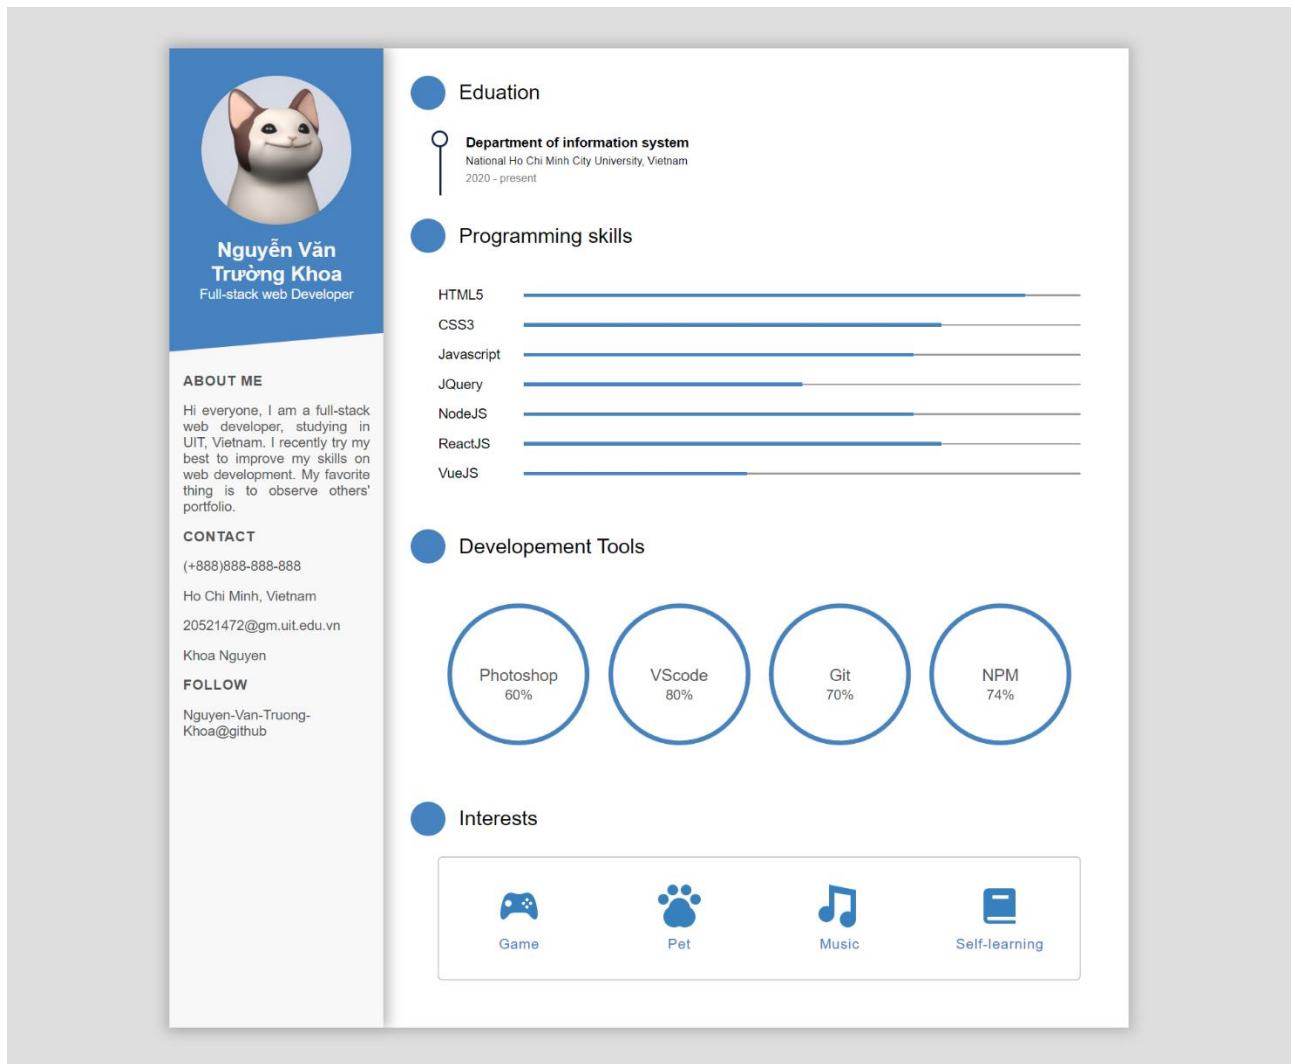 Nguyễn Văn
Trường Khoa
Full-stack web Developer
ABOUT ME
Hi everyone, I am a full-stack
web developer, studying in
UIT, Vietnam. I recently try my
best to improve my skills on
web development. My favorite
thing is to observe others'
portfolio.
CONTACT
(+888)888-888-888
Ho Chi Minh, Vietnam
20521472@gm.uit.edu.vn
Khoa Nguyen
FOLLOW
Nguyen-Van-Truong-
Khoa@github
Eduation
Department of information system
National Ho Chi Minh City University, Vietnam
2020 - present
Programming skills
HTML5
CSS3
Javascript
JQuery
NodeJS
ReactJS
VueJS
Developement Tools
Photoshop
60%
VScode
80%
Git
70%
NPM
74%
Interests
Game
Pet
Music
Self-learning